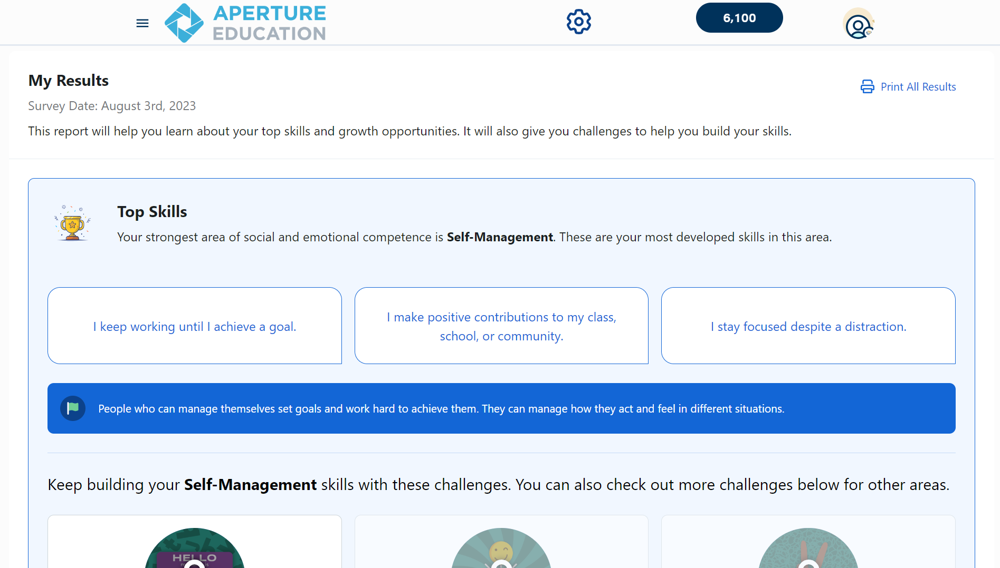 APERTURE
EDUCATION
6,100
My Results
Print All Results
Survey Date: August 3rd, 2023
This report will help you learn about your top skills and growth opportunities. It will also give you challenges to help you build your skills.
Top Skills
Your strongest area of social and emotional competence is Self-Management. These are your most developed skills in this area.
I keep working until I achieve a goal.
I make positive contributions to my class,
school, or community.
I stay focused despite a distraction.
People who can manage themselves set goals and work hard to achieve them. They can manage how they act and feel in different situations.
Keep building your Self-Management skills with these challenges. You can also check out more challenges below for other areas.
HELLO
is